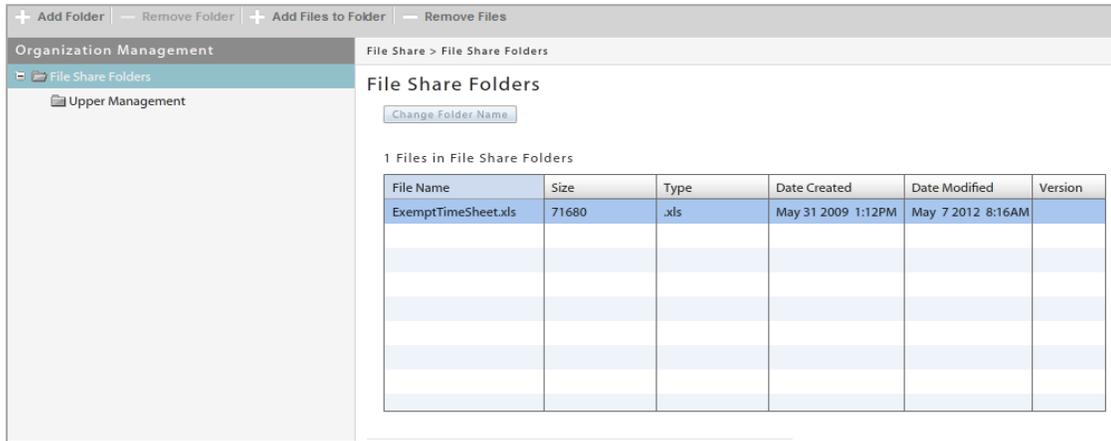 Add Folder Remove Folder Add Files to Folder Remove Files
Organization Management
File Share Folders
Upper Management
File Share > File Share Folders
File Share Folders
Change Folder Name
1 Files in File Share Folders
File Name Size Type Date Created Date Modified Version
ExemptTimeSheet.xls 71680 .xls May 31 2009 1:12PM May 7 2012 8:16AM